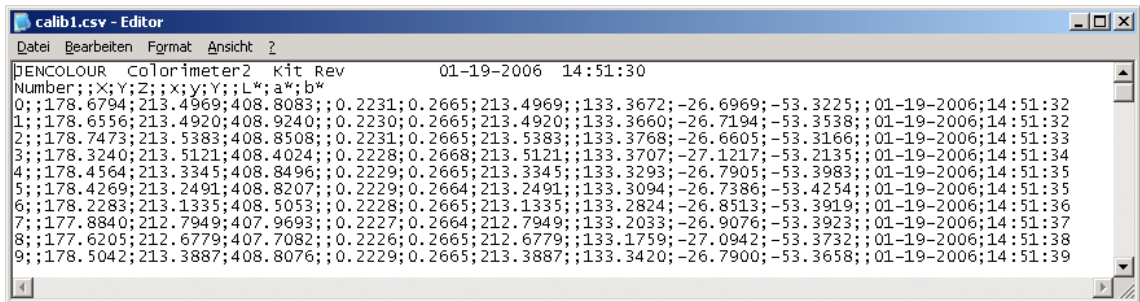 calib1.csv - Editor
Datei Bearbeiten Format Ansicht ?
JENCOLOUR Colorimeter2 Kit Rev 01-19-2006 14:51:30
Number;;X;Y;Z;;x;y;Y;;L*;a*;b*
0;;178.6794;213.4969;408.8083;;0.2231;0.2665;213.4969;;133.3672;-26.6969;-53.3225;;01-19-2006;14:51:32
1;;178.6556;213.4920;408.9240;;0.2230;0.2665;213.4920;;133.3660;-26.7194;-53.3538;;01-19-2006;14:51:32
2;;178.7473;213.5383;408.8508;;0.2231;0.2665;213.5383;;133.3768;-26.6605;-53.3166;;01-19-2006;14:51:33
3;;178.3240;213.5121;408.4024;;0.2228;0.2668;213.5121;;133.3707;-27.1217;-53.2135;;01-19-2006;14:51:34
4;;178.4564;213.3345;408.8496;;0.2229;0.2665;213.3345;;133.3293;-26.7905;-53.3983;;01-19-2006;14:51:35
5;;178.4269;213.2491;408.8207;;0.2229;0.2664;213.2491;;133.3094;-26.7386;-53.4254;;01-19-2006;14:51:35
6;;178.2283;213.1335;408.5053;;0.2228;0.2665;213.1335;;133.2824;-26.8513;-53.3919;;01-19-2006;14:51:36
7;;177.8840;212.7949;407.9693;;0.2227;0.2664;212.7949;;133.2033;-26.9076;-53.3923;;01-19-2006;14:51:37
8;;177.6205;212.6779;407.7082;;0.2226;0.2665;212.6779;;133.1759;-27.0942;-53.3732;;01-19-2006;14:51:38
9;;178.5042;213.3887;408.8076;;0.2229;0.2665;213.3887;;133.3420;-26.7900;-53.3658;;01-19-2006;14:51:39